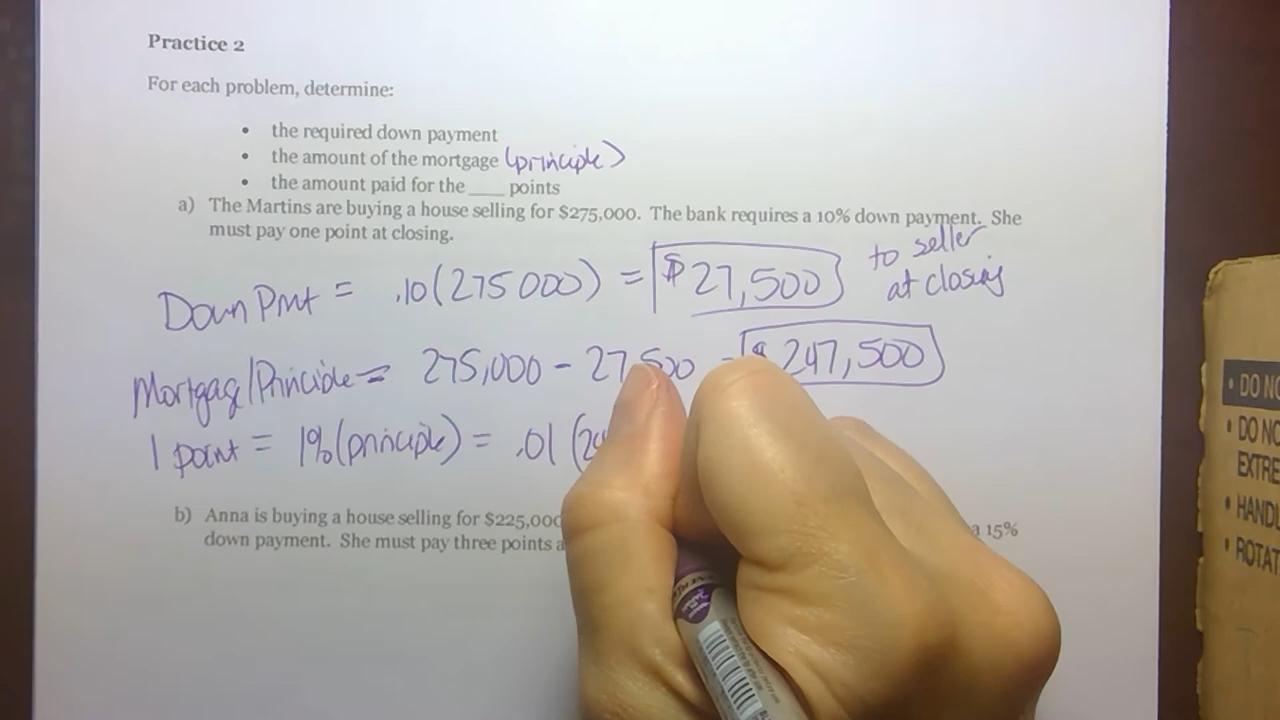 Practice 2
For each problem, determine:
• the required down payment
• the amount of the mortgage (principle)
• the amount paid for the ____ points
a) The Martins are buying a house selling for $275,000. The bank requires a 10% down payment. She
must pay one point at closing.
Down Pmt = .10(275000) = $27,500 to seller
at closing
Mortgag/Principle = 275,000 - 27,500 = $247,500
1 point = 1%(principle) = .01 (2
b) Anna is buying a house selling for $225,000 a 15%
down payment. She must pay three points a
• DO NO
• DO NO
EXTRE
• HANDL
• ROTAT